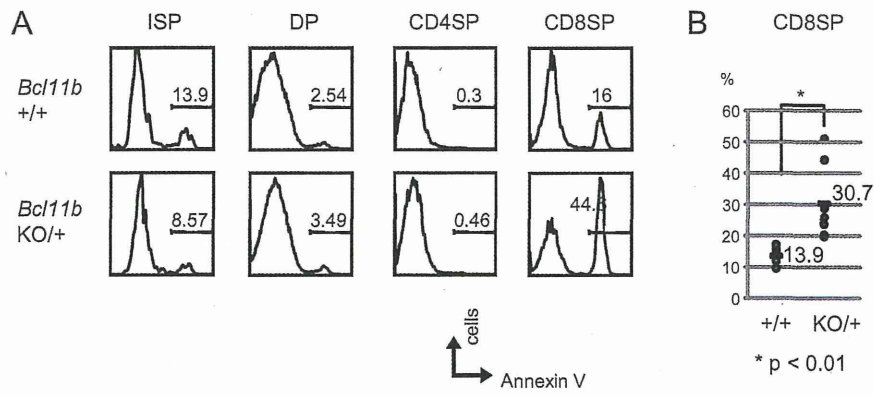 A
ISP DP CD4SP CD8SP
Bcl11b
+/+
13.9 2.54 0.3 16
Bcl11b
KO/+
8.57 3.49 0.46 44.
cells
Annexin V
B
CD8SP
%
*
60
50
40
30
20
10
0
30.7
13.9
+/+ KO/+
* p < 0.01